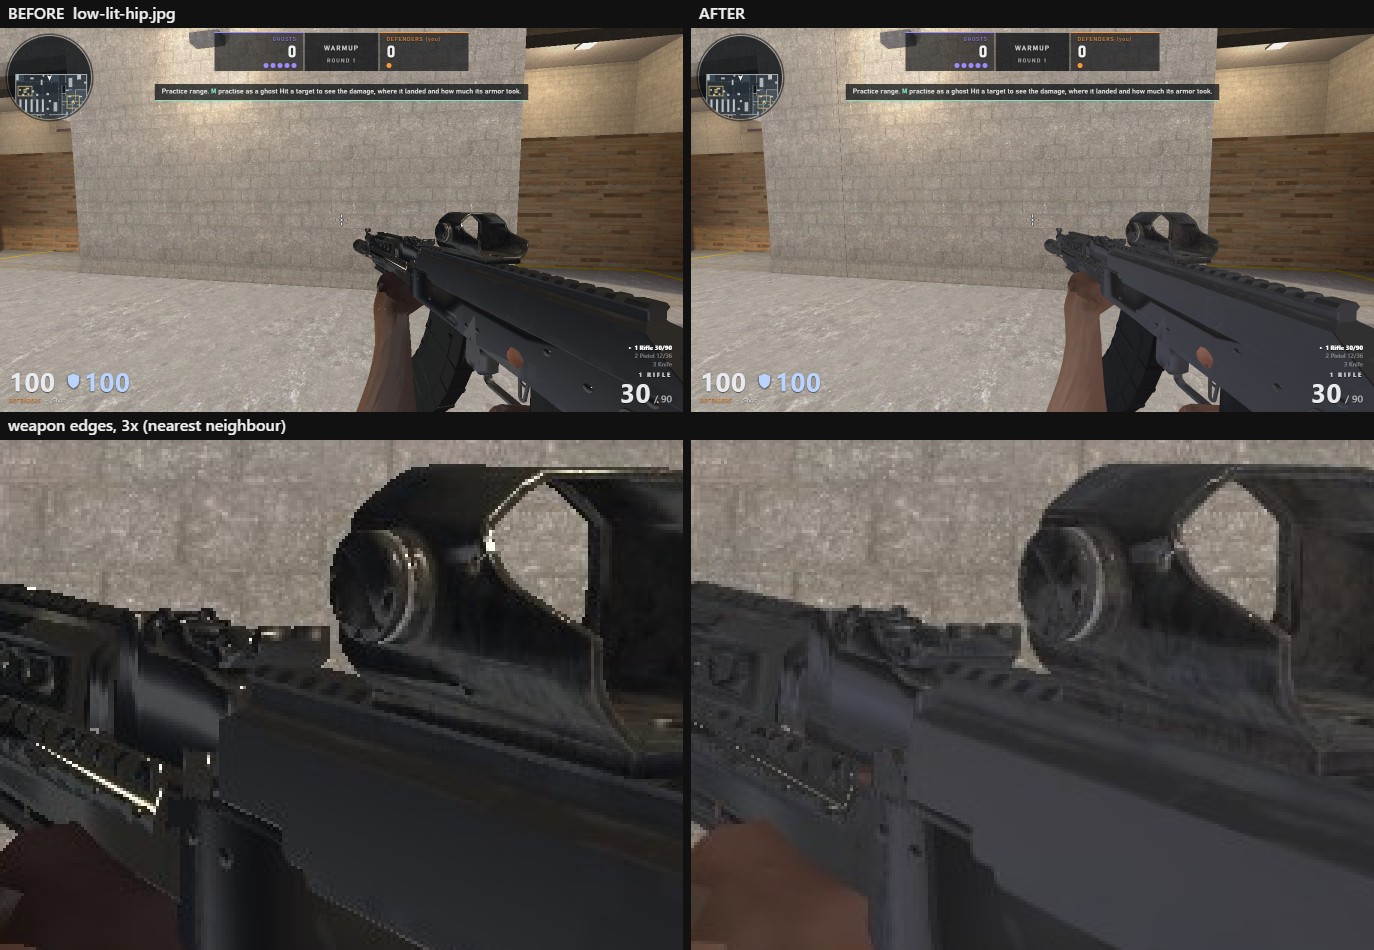 BEFORE low-lit-hip.jpg
AFTER
GHOSTS
0
WARMUP
ROUND 1
DEFENDERS (you)
0
Practice range. M practise as a ghost Hit a target to see the damage, where it landed and how much its armor took.
1 Rifle 30/90
2 Pistol 12/36
3 Knife
1 RIFLE
30 / 90
100 100
GHOSTS
0
WARMUP
ROUND 1
DEFENDERS (you)
0
Practice range. M practise as a ghost Hit a target to see the damage, where it landed and how much its armor took.
1 Rifle 30/90
2 Pistol 12/36
3 Knife
1 RIFLE
30 / 90
100 100
weapon edges, 3x (nearest neighbour)